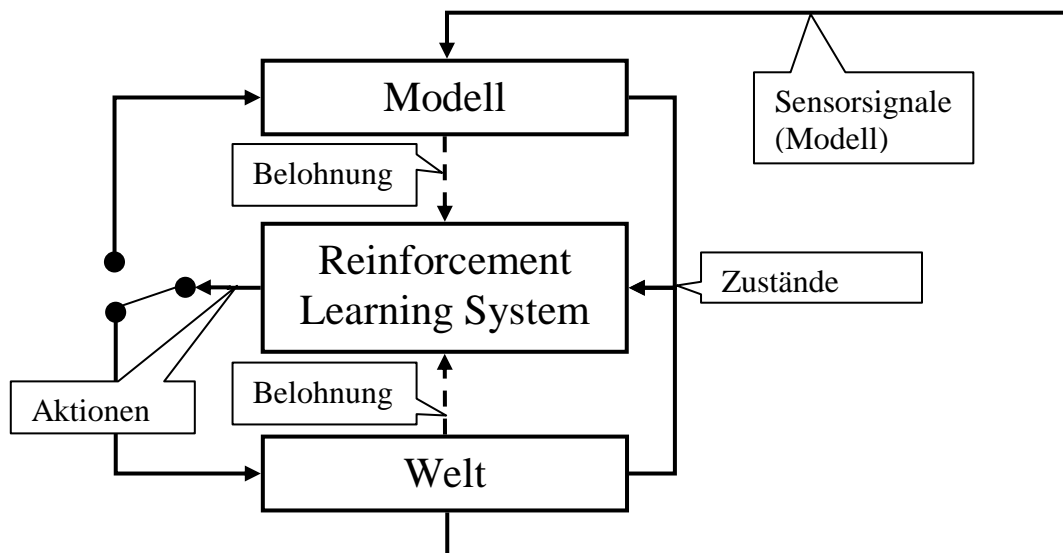 Modell
Sensorsignale
(Modell)
Belohnung
Reinforcement
Learning System
Zustände
Belohnung
Aktionen
Welt